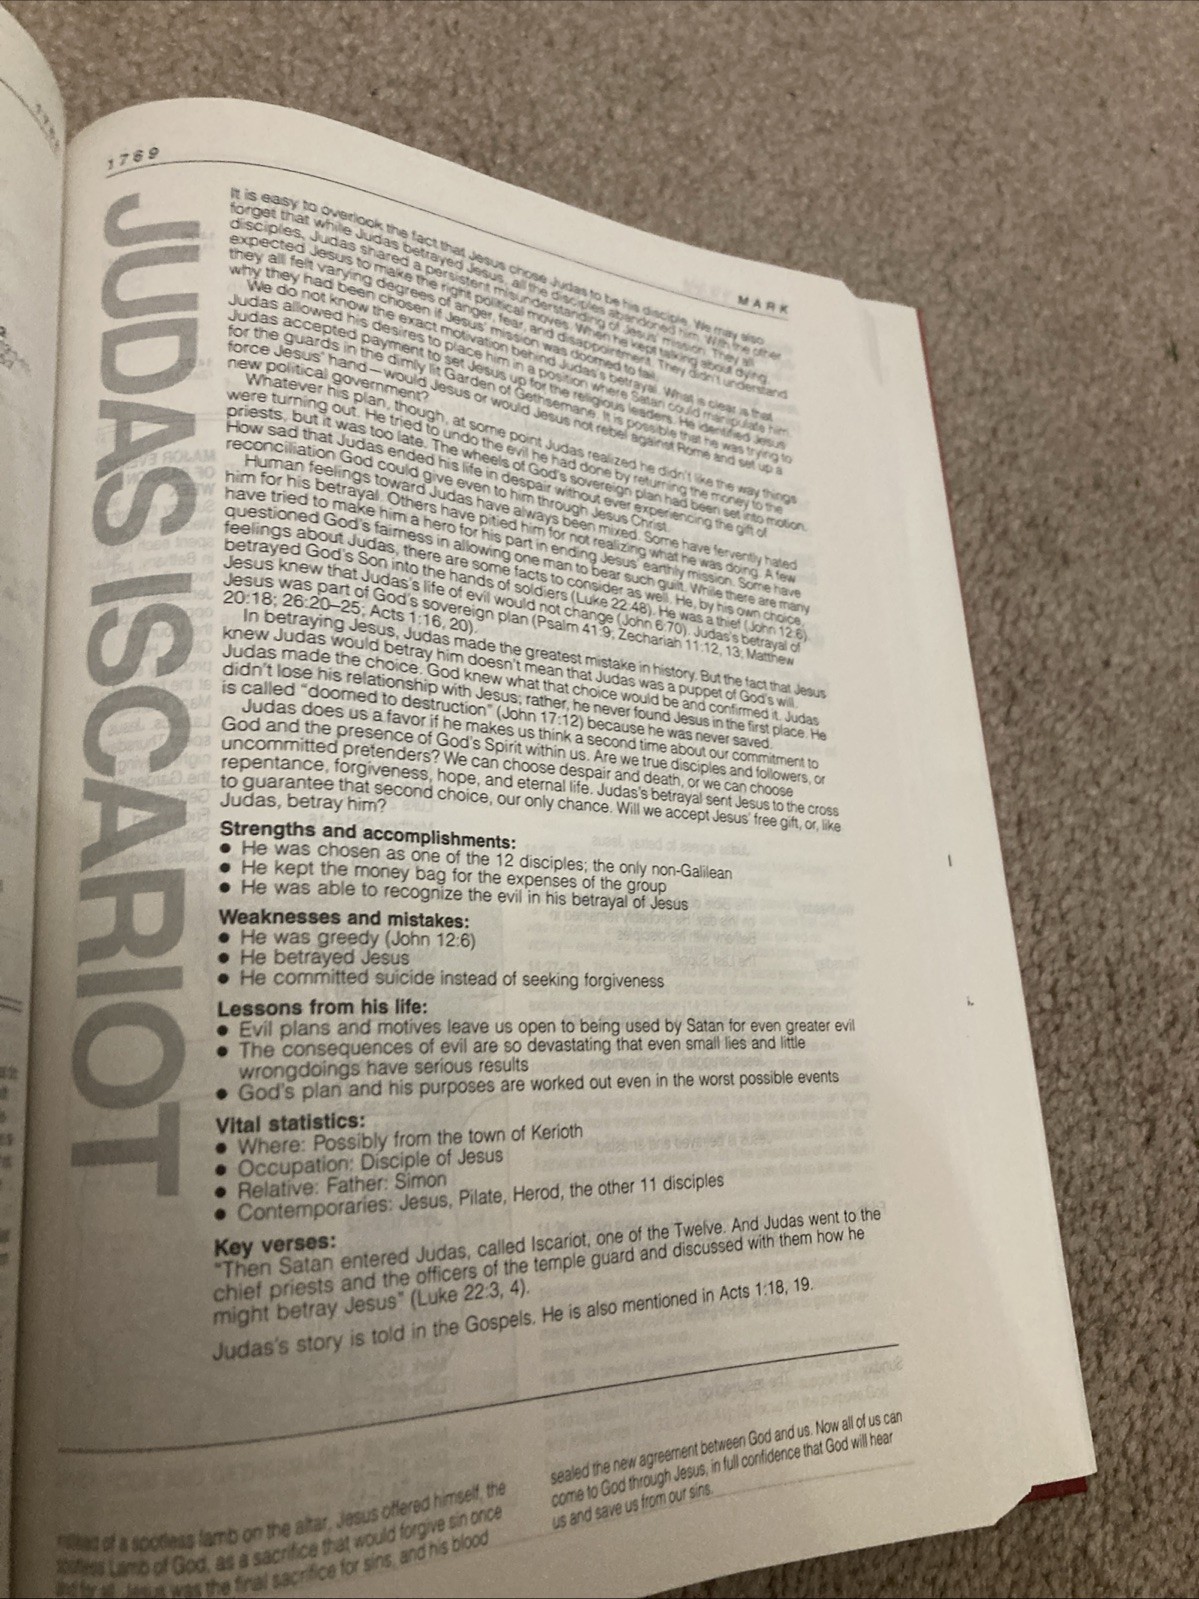 1769
MARK
JUDAS ISCARIOT
It is easy to overlook the fact that Jesus chose Judas to be his disciple. We may also
forget that while Judas betrayed Jesus, all the disciples abandoned him. With the other
disciples, Judas shared a persistent misunderstanding of Jesus' mission. They all
expected Jesus to make the right political moves. When he kept talking about dying,
they all felt varying degrees of anger, fear, and disappointment. They didn't understand
why they had been chosen if Jesus' mission was doomed to fail.
We do not know the exact motivation behind Judas's betrayal. What is clear is that
Judas allowed his desires to place him in a position where Satan could manipulate him.
Judas accepted payment to set Jesus up for the religious leaders. He identified Jesus
for the guards in the dimly lit Garden of Gethsemane. It is possible that he was trying to
force Jesus' hand—would Jesus or would Jesus not rebel against Rome and set up a
new political government?
Whatever his plan, though, at some point Judas realized he didn't like the way things
were turning out. He tried to undo the evil he had done by returning the money to the
priests, but it was too late. The wheels of God's sovereign plan had been set into motion.
How sad that Judas ended his life in despair without ever experiencing the gift of
reconciliation God could give even to him through Jesus Christ.
Human feelings toward Judas have always been mixed. Some have fervently hated
him for his betrayal. Others have pitied him for not realizing what he was doing. A few
have tried to make him a hero for his part in ending Jesus' earthly mission. Some have
questioned God's fairness in allowing one man to bear such guilt. While there are many
feelings about Judas, there are some facts to consider as well. He, by his own choice,
betrayed God's Son into the hands of soldiers (Luke 22:48). He was a thief (John 12:6).
Jesus knew that Judas's life of evil would not change (John 6:70). Judas's betrayal of
Jesus was part of God's sovereign plan (Psalm 41:9; Zechariah 11:12, 13; Matthew
20:18; 26:20–25; Acts 1:16, 20).
In betraying Jesus, Judas made the greatest mistake in history. But the fact that Jesus
knew Judas would betray him doesn't mean that Judas was a puppet of God's will.
Judas made the choice. God knew what that choice would be and confirmed it. Judas
didn't lose his relationship with Jesus; rather, he never found Jesus in the first place. He
is called "doomed to destruction" (John 17:12) because he was never saved.
Judas does us a favor if he makes us think a second time about our commitment to
God and the presence of God's Spirit within us. Are we true disciples and followers, or
uncommitted pretenders? We can choose despair and death, or we can choose
repentance, forgiveness, hope, and eternal life. Judas's betrayal sent Jesus to the cross
to guarantee that second choice, our only chance. Will we accept Jesus' free gift, or, like
Judas, betray him?
Strengths and accomplishments:
● He was chosen as one of the 12 disciples; the only non-Galilean
● He kept the money bag for the expenses of the group
● He was able to recognize the evil in his betrayal of Jesus
Weaknesses and mistakes:
● He was greedy (John 12:6)
● He betrayed Jesus
● He committed suicide instead of seeking forgiveness
Lessons from his life:
● Evil plans and motives leave us open to being used by Satan for even greater evil
● The consequences of evil are so devastating that even small lies and little
wrongdoings have serious results
● God's plan and his purposes are worked out even in the worst possible events
Vital statistics:
● Where: Possibly from the town of Kerioth
● Occupation: Disciple of Jesus
● Relative: Father: Simon
● Contemporaries: Jesus, Pilate, Herod, the other 11 disciples
Key verses:
"Then Satan entered Judas, called Iscariot, one of the Twelve. And Judas went to the
chief priests and the officers of the temple guard and discussed with them how he
might betray Jesus" (Luke 22:3, 4).
Judas's story is told in the Gospels. He is also mentioned in Acts 1:18, 19.
of a spotless lamb on the altar, Jesus offered himself, the
spotless Lamb of God, as a sacrifice that would forgive sin once
Jesus was the final sacrifice for sins, and his blood
sealed the new agreement between God and us. Now all of us can
come to God through Jesus, in full confidence that God will hear
us and save us from our sins.